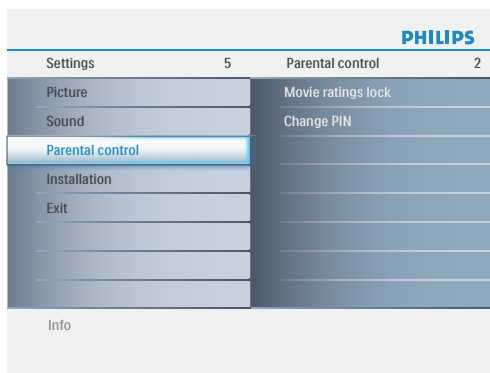 PHILIPS
Settings 5 Parental control 2
Picture Movie ratings lock
Sound Change PIN
Parental control
Installation
Exit
Info